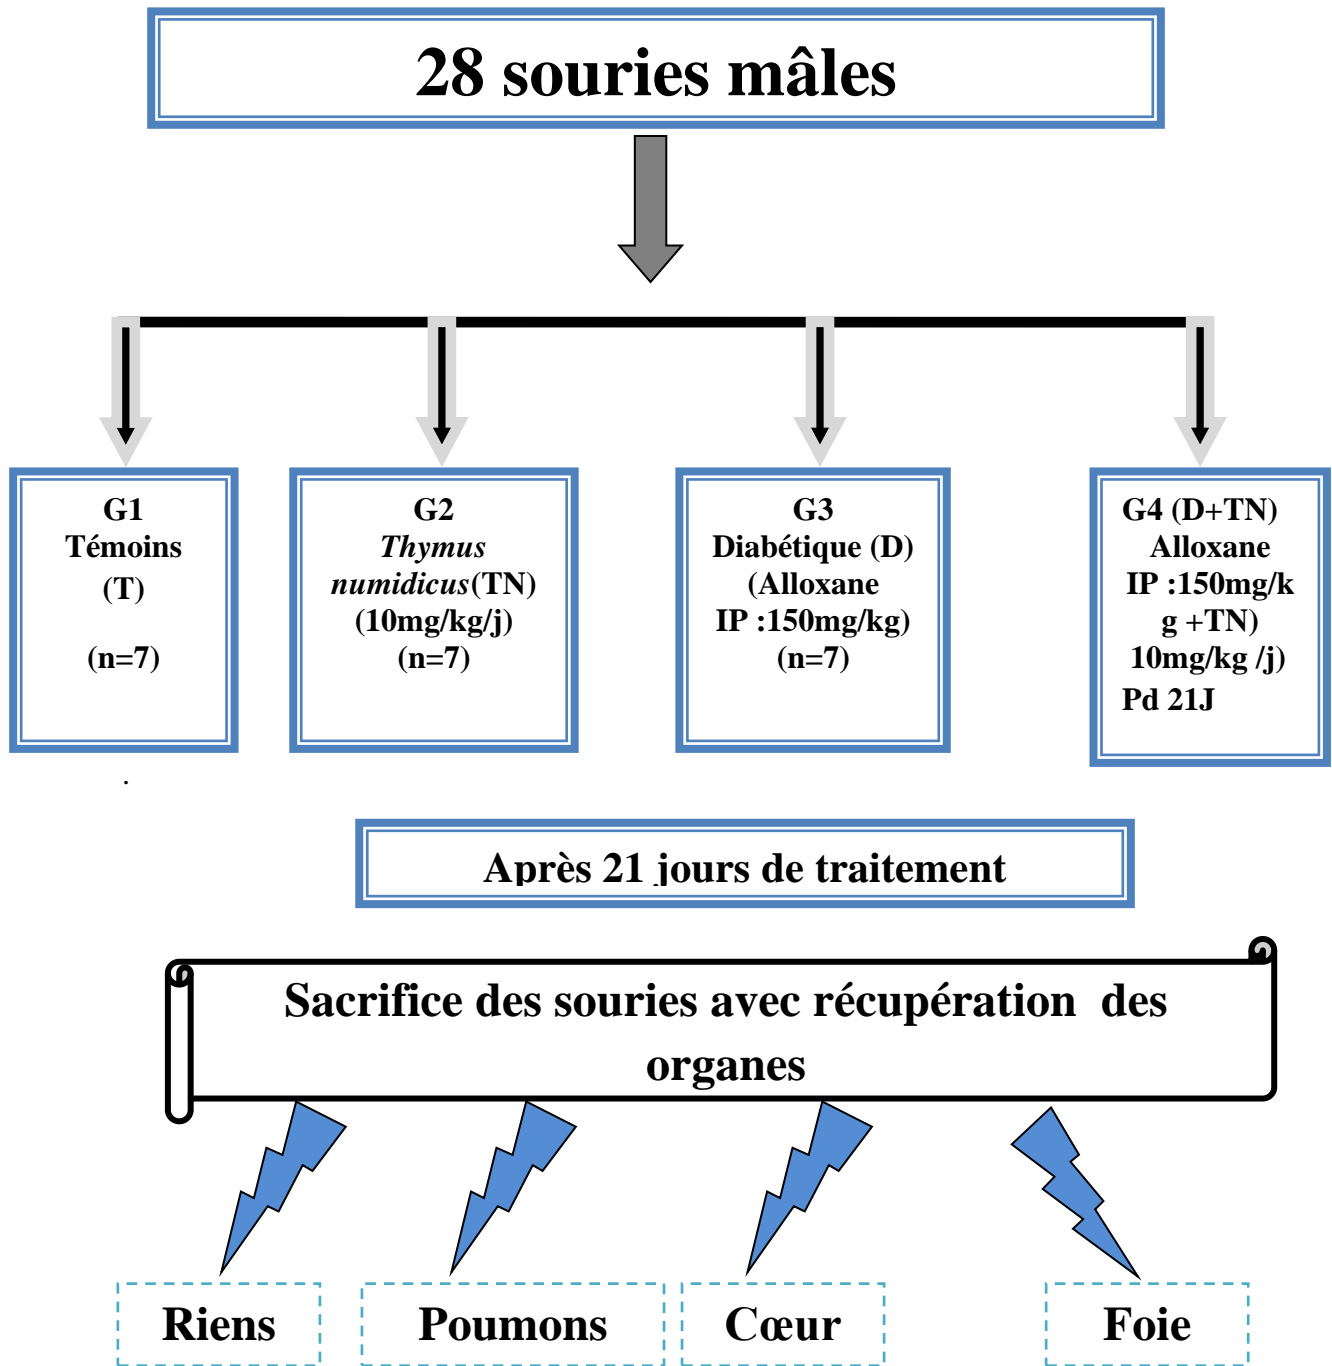 28 souries mâles
G1
Témoins
(T)
(n=7)
G2
Thymus
numidicus(TN)
(10mg/kg/j)
(n=7)
G3
Diabétique (D)
(Alloxane
IP :150mg/kg)
(n=7)
G4 (D+TN)
Alloxane
IP :150mg/k
g +TN)
10mg/kg /j)
Pd 21J
.
Après 21 jours de traitement
Sacrifice des souries avec récupération des
organes
Riens
Poumons
Cœur
Foie